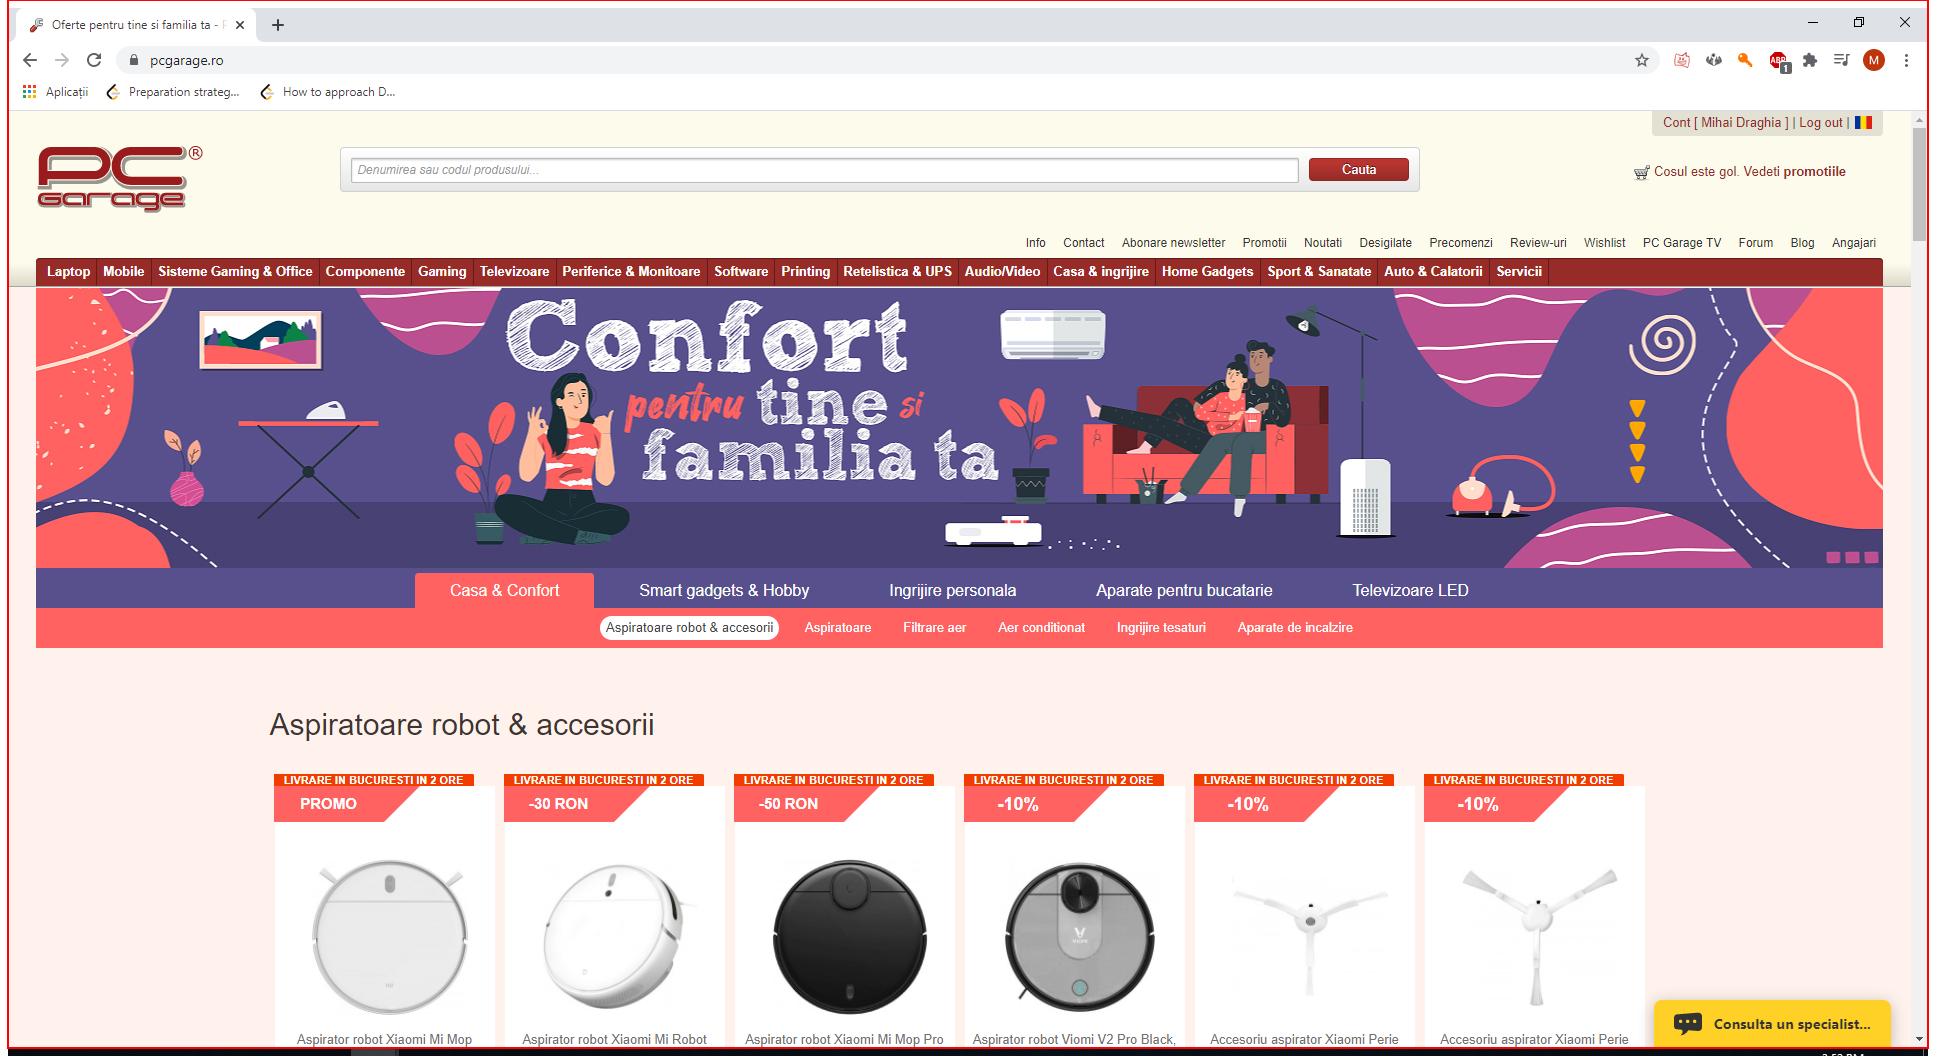 Oferte pentru tine si familia ta -
pcgarage.ro
ABP
1
M
Aplicații
Preparation strateg...
How to approach D...
Cont [ Mihai Draghia ] | Log out |
PC Garage ®
Denumirea sau codul produsului...
Cauta
Cosul este gol. Vedeti promotiile
Info Contact Abonare newsletter Promotii Noutati Desigilate Precomenzi Review-uri Wishlist PC Garage TV Forum Blog Angajari
Laptop Mobile Sisteme Gaming & Office Componente Gaming Televizoare Periferice & Monitoare Software Printing Retelistica & UPS Audio/Video Casa & ingrijire Home Gadgets Sport & Sanatate Auto & Calatorii Servicii
Confort
pentru tine si
familia ta
Casa & Confort Smart gadgets & Hobby Ingrijire personala Aparate pentru bucatarie Televizoare LED
Aspiratoare robot & accesorii Aspiratoare Filtrare aer Aer conditionat Ingrijire tesaturi Aparate de incalzire
Aspiratoare robot & accesorii
LIVRARE IN BUCURESTI IN 2 ORE LIVRARE IN BUCURESTI IN 2 ORE LIVRARE IN BUCURESTI IN 2 ORE LIVRARE IN BUCURESTI IN 2 ORE LIVRARE IN BUCURESTI IN 2 ORE LIVRARE IN BUCURESTI IN 2 ORE
PROMO -30 RON -50 RON -10% -10% -10%
Aspirator robot Xiaomi Mi Mop Aspirator robot Xiaomi Mi Robot Aspirator robot Xiaomi Mi Mop Pro Aspirator robot Viomi V2 Pro Black, Accesoriu aspirator Xiaomi Perie Accesoriu aspirator Xiaomi Perie
Consulta un specialist...